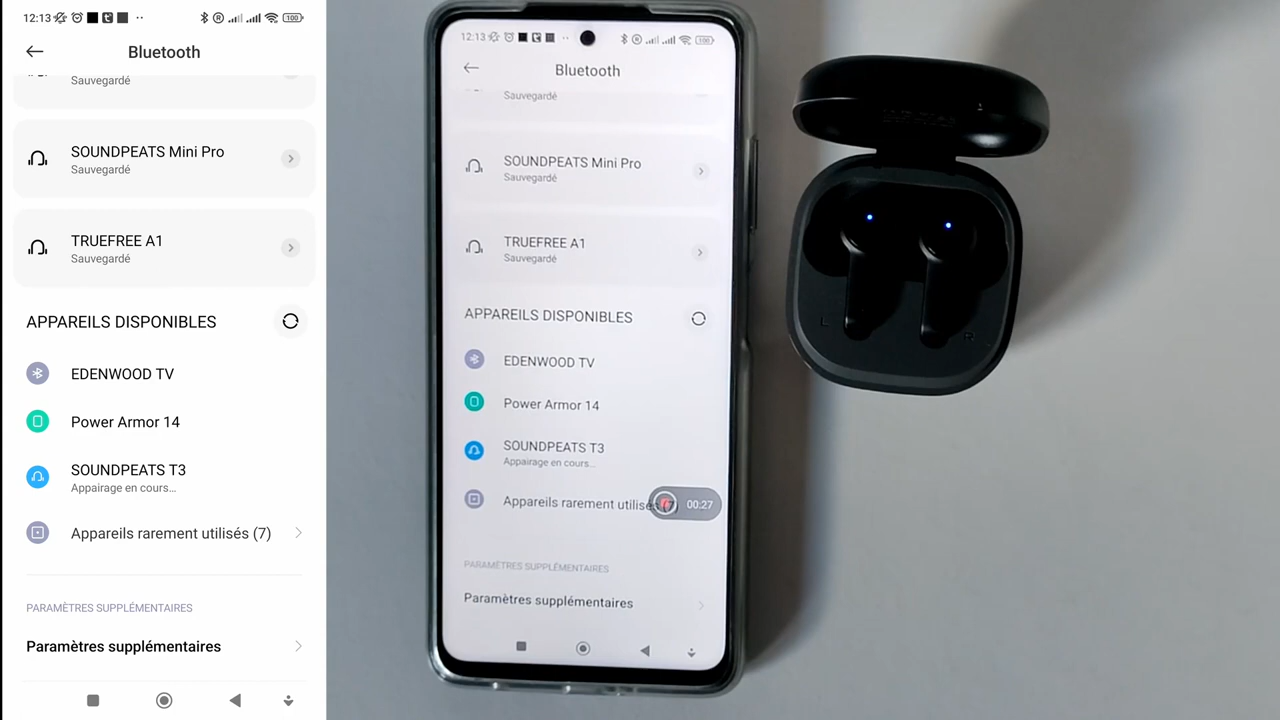 12:13
100
Bluetooth
Sauvegardé
SOUNDPEATS Mini Pro
Sauvegardé
TRUEFREE A1
Sauvegardé
APPAREILS DISPONIBLES
EDENWOOD TV
Power Armor 14
SOUNDPEATS T3
Appairage en cours...
Appareils rarement utilisés (7)
PARAMÈTRES SUPPLÉMENTAIRES
Paramètres supplémentaires
12:13
100
Bluetooth
Sauvegardé
SOUNDPEATS Mini Pro
Sauvegardé
TRUEFREE A1
Sauvegardé
APPAREILS DISPONIBLES
EDENWOOD TV
Power Armor 14
SOUNDPEATS T3
Appairage en cours...
Appareils rarement utilisés (7)
00:27
PARAMÈTRES SUPPLÉMENTAIRES
Paramètres supplémentaires
L
R